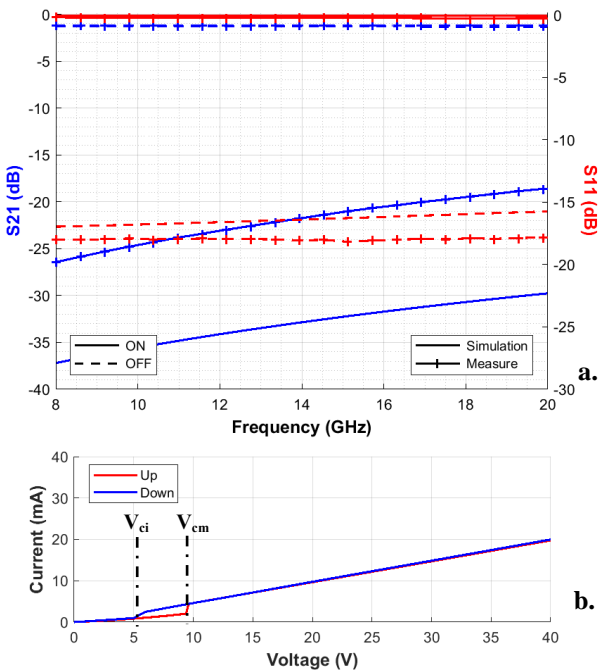 0 0
-5 -5
-10
-15 -10
-20 -15
-25 -20
-30
-35 -25
-40 -30
S21 (dB)
S11 (dB)
ON
OFF
Simulation
Measure
8 10 12 14 16 18 20
Frequency (GHz)
a.
40
30
20
10
0
Current (mA)
Up
Down
Vci Vcm
0 5 10 15 20 25 30 35 40
Voltage (V)
b.